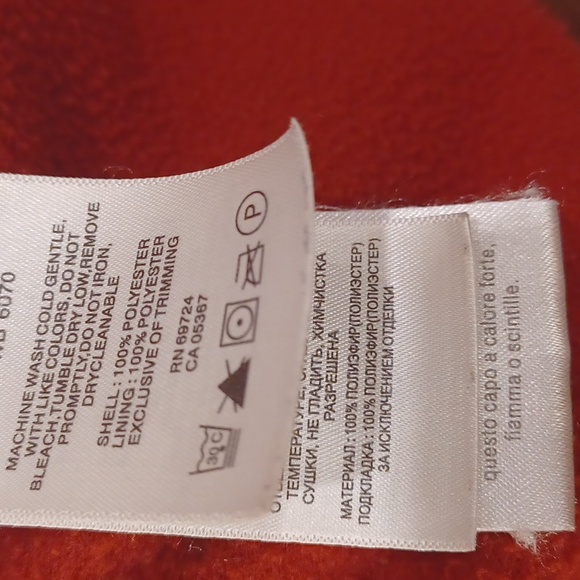 6070
MACHINE WASH COLD GENTLE,
WITH LIKE COLORS, DO NOT
BLEACH,TUMBLE DRY LOW,REMOVE
PROMPTLY,DO NOT IRON,
DRYCLEANABLE
SHELL : 100% POLYESTER
LINING : 100% POLYESTER
EXCLUSIVE OF TRIMMING
RN 69724
CA 05367
30 C
P
ТЕМПЕРАТУРЕ,
СУШКИ, НЕ ГЛАДИТЬ, ХИМЧИСТКА
РАЗРЕШЕНА
МАТЕРИАЛ : 100% ПОЛИЭФИР(ПОЛИЭСТЕР)
ПОДКЛАДКА : 100% ПОЛИЭФИР(ПОЛИЭСТЕР)
ЗА ИСКЛЮЧЕНИЕМ ОТДЕЛКИ
questo capo a calore forte,
fiamma o scintille.